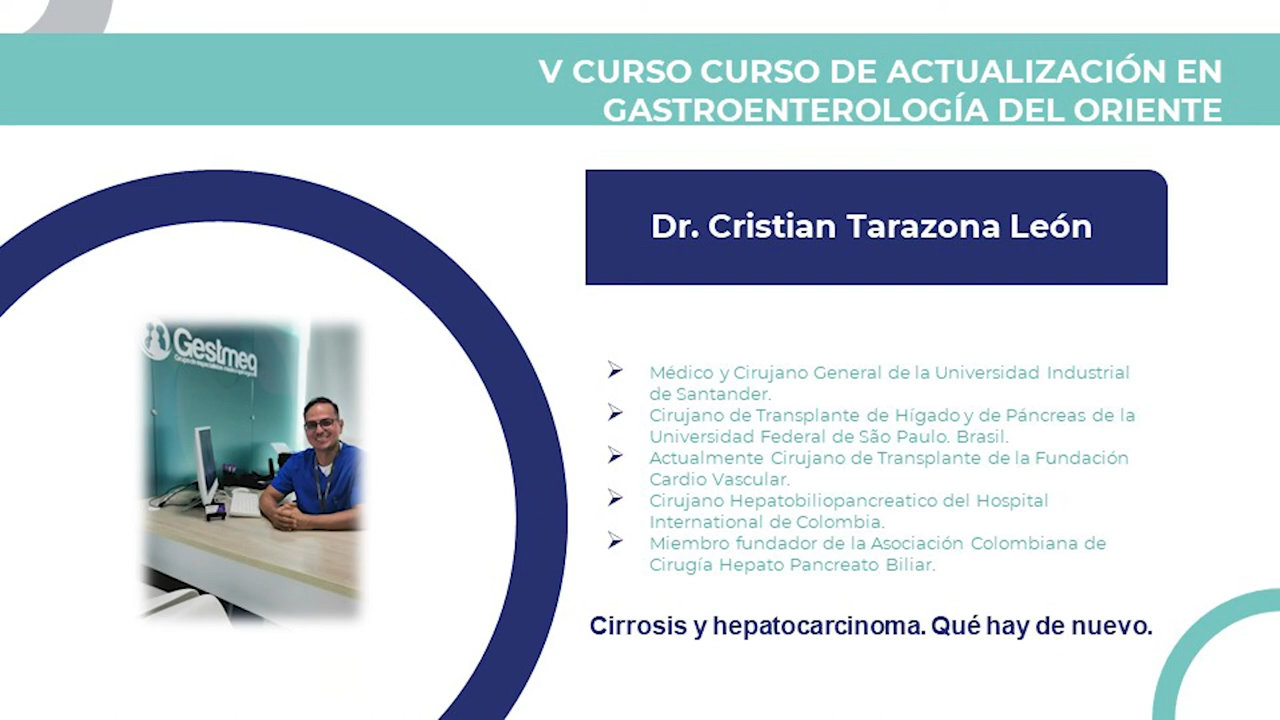 V CURSO CURSO DE ACTUALIZACIÓN EN
GASTROENTEROLOGÍA DEL ORIENTE
Dr. Cristian Tarazona León
Gestmeq
Médico y Cirujano General de la Universidad Industrial
de Santander.
Cirujano de Transplante de Hígado y de Páncreas de la
Universidad Federal de São Paulo. Brasil.
Actualmente Cirujano de Transplante de la Fundación
Cardio Vascular.
Cirujano Hepatobiliopancreatico del Hospital
International de Colombia.
Miembro fundador de la Asociación Colombiana de
Cirugía Hepato Pancreato Biliar.
Cirrosis y hepatocarcinoma. Qué hay de nuevo.